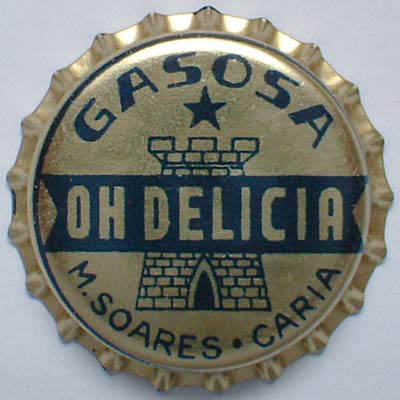 GASOSA
OH DELICIA
M. SOARES · CARIA